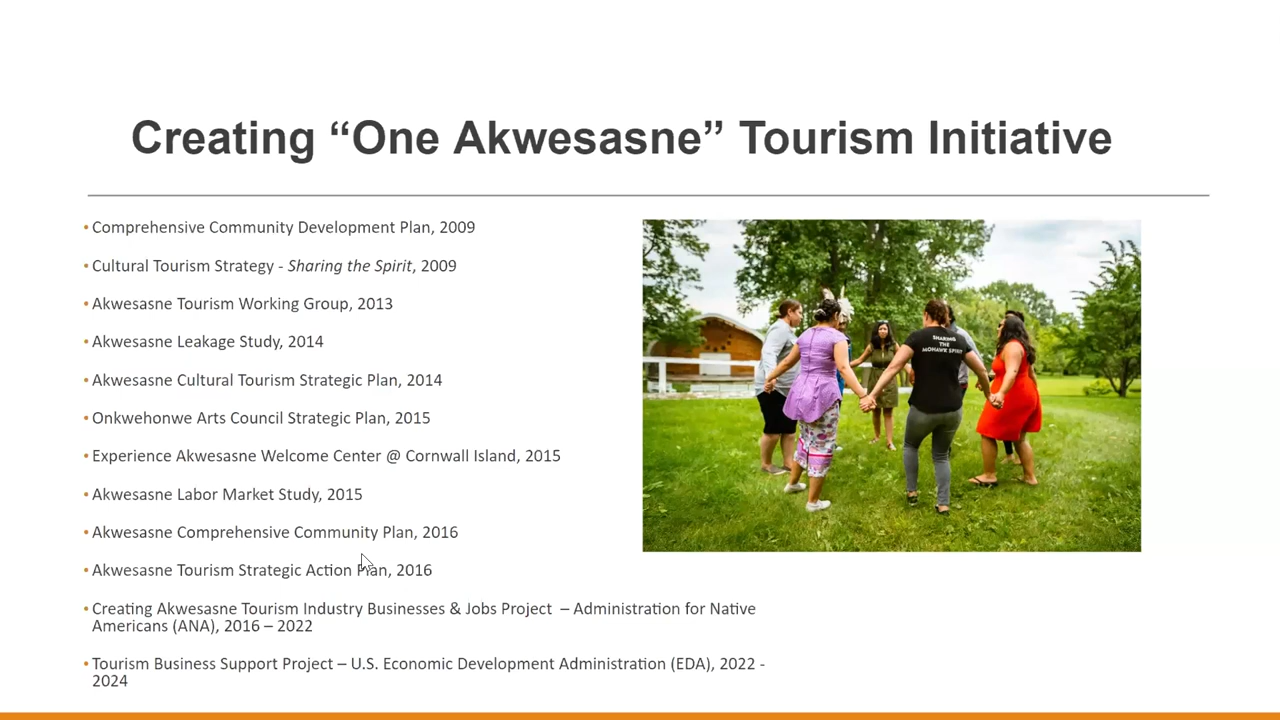 Creating “One Akwesasne” Tourism Initiative
• Comprehensive Community Development Plan, 2009
• Cultural Tourism Strategy - Sharing the Spirit, 2009
• Akwesasne Tourism Working Group, 2013
• Akwesasne Leakage Study, 2014
• Akwesasne Cultural Tourism Strategic Plan, 2014
• Onkwehonwe Arts Council Strategic Plan, 2015
• Experience Akwesasne Welcome Center @ Cornwall Island, 2015
• Akwesasne Labor Market Study, 2015
• Akwesasne Comprehensive Community Plan, 2016
• Akwesasne Tourism Strategic Action Plan, 2016
• Creating Akwesasne Tourism Industry Businesses & Jobs Project – Administration for Native
Americans (ANA), 2016 – 2022
• Tourism Business Support Project – U.S. Economic Development Administration (EDA), 2022 -
2024
SHARING
THE
MOHAWK SPIRIT